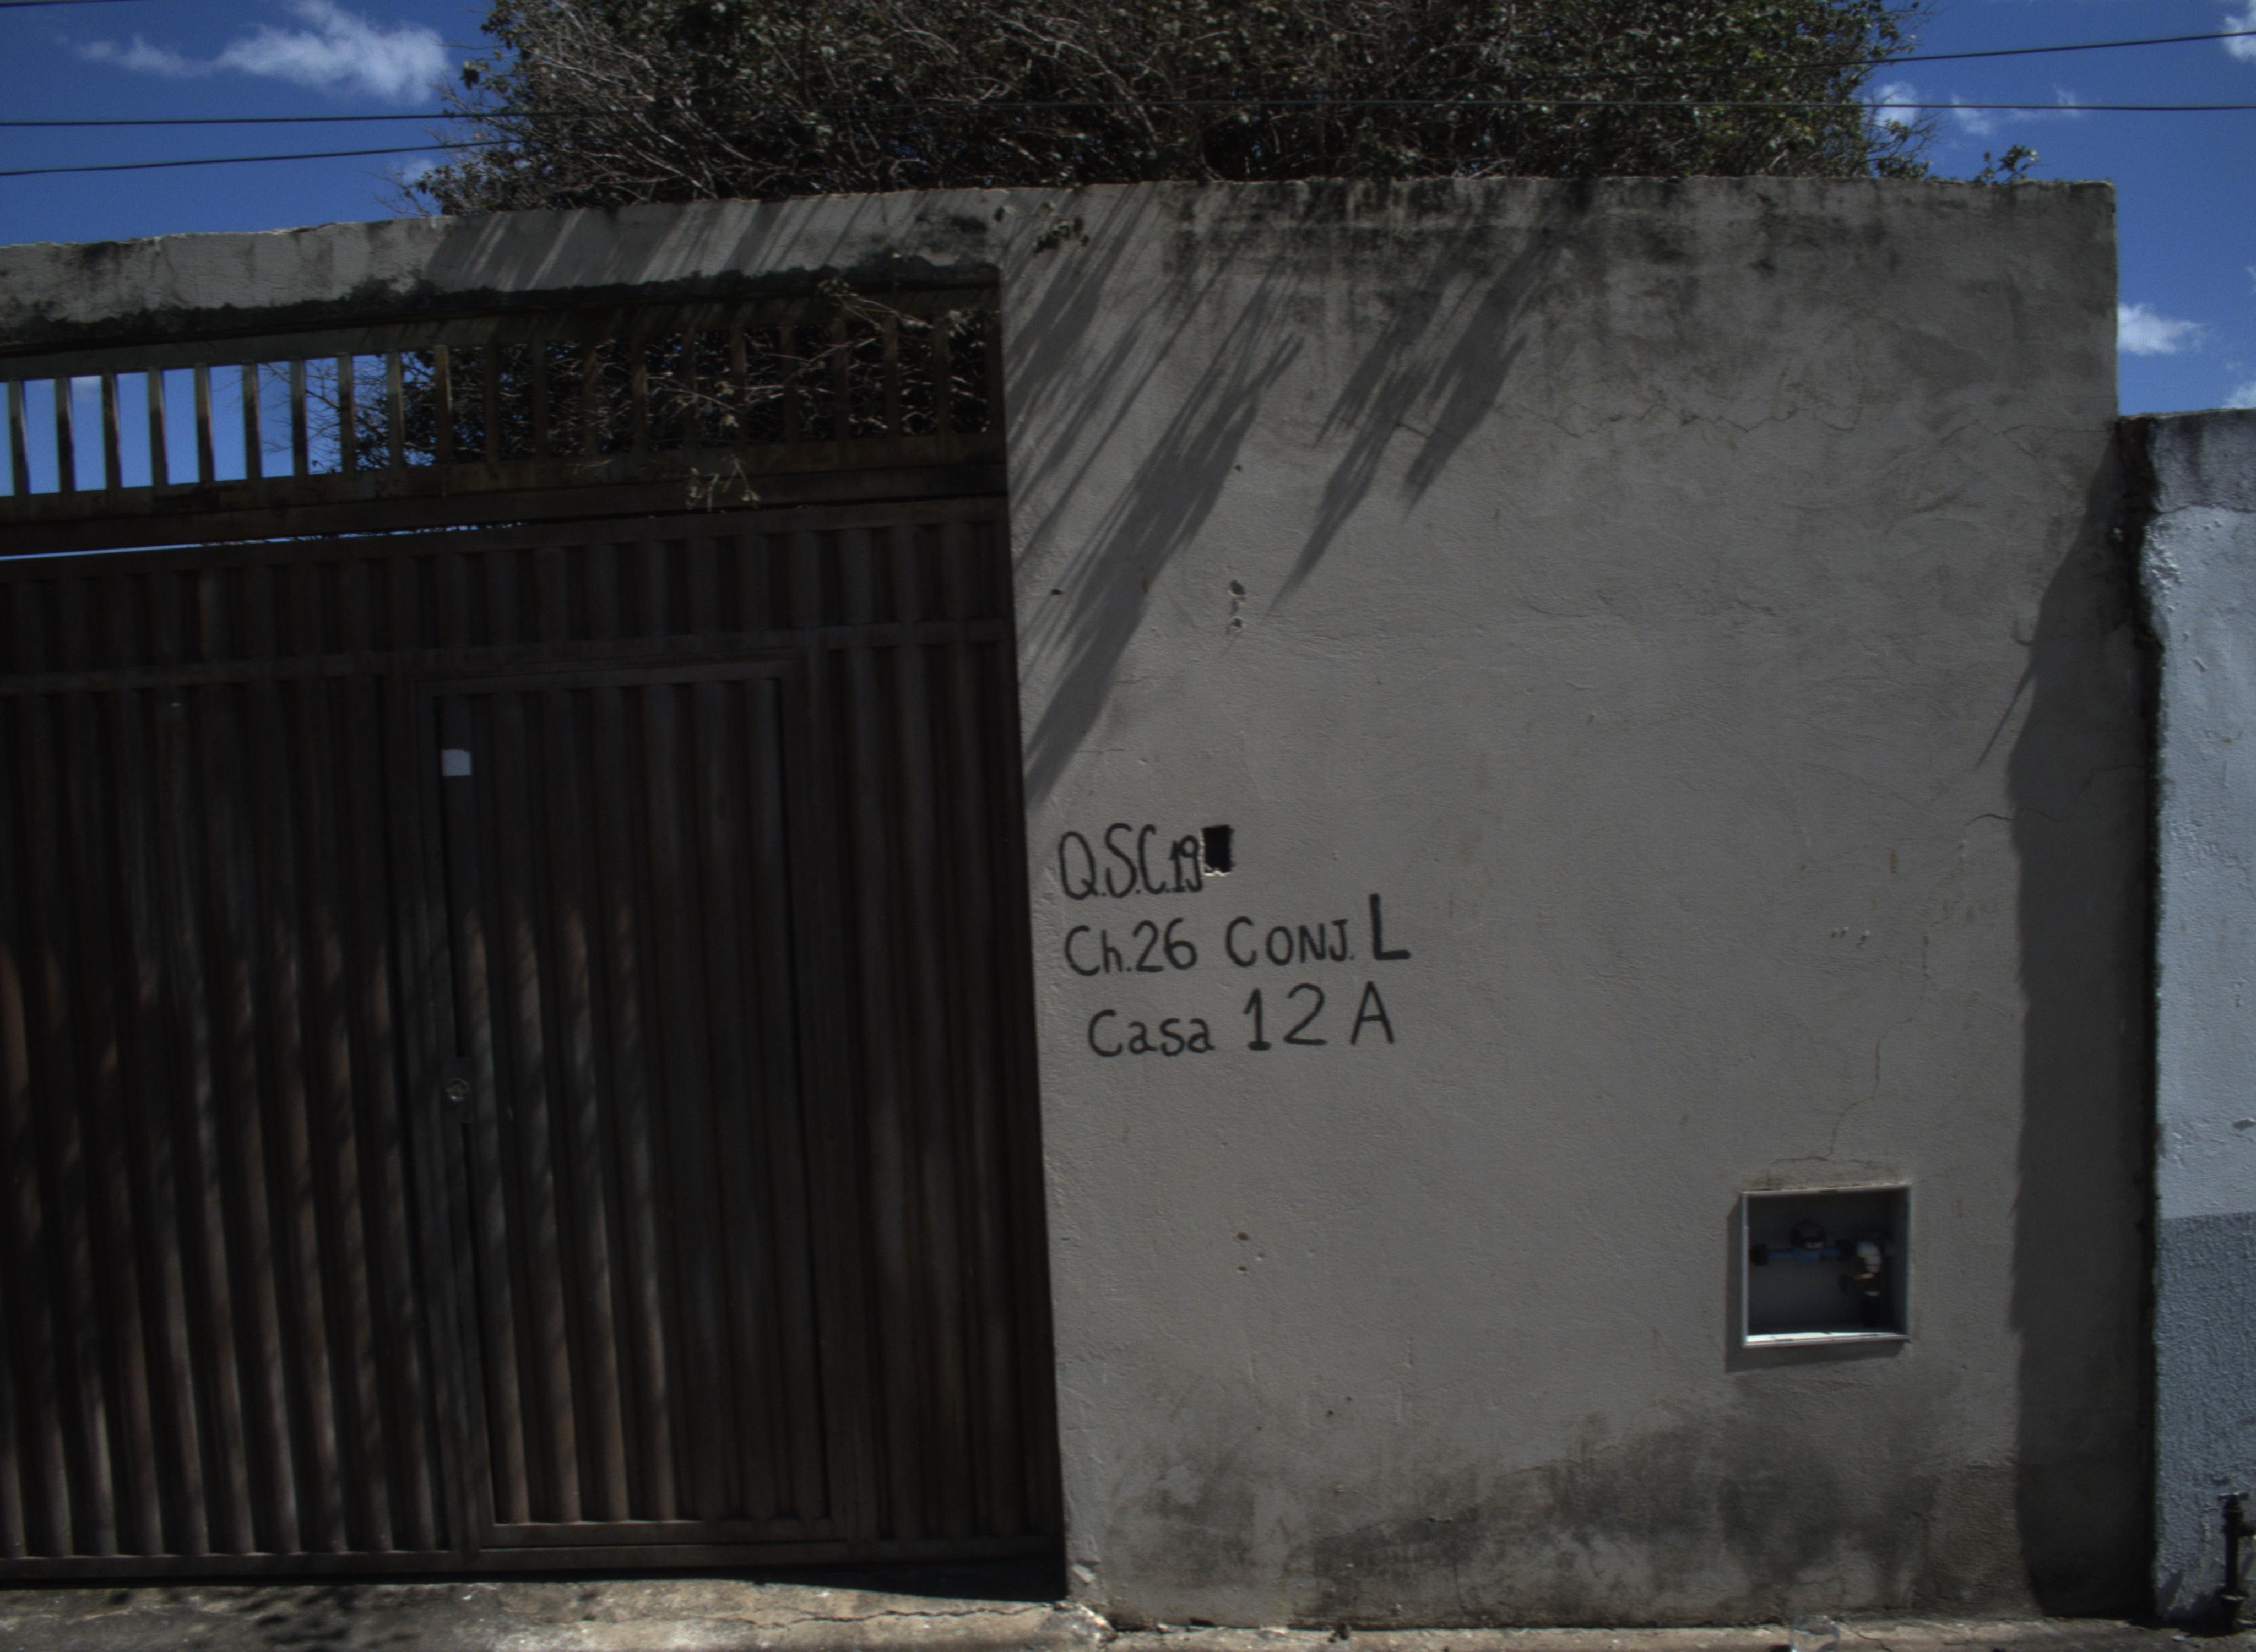 Q.S.C.19
Ch.26 CONJ. L
Casa 12 A